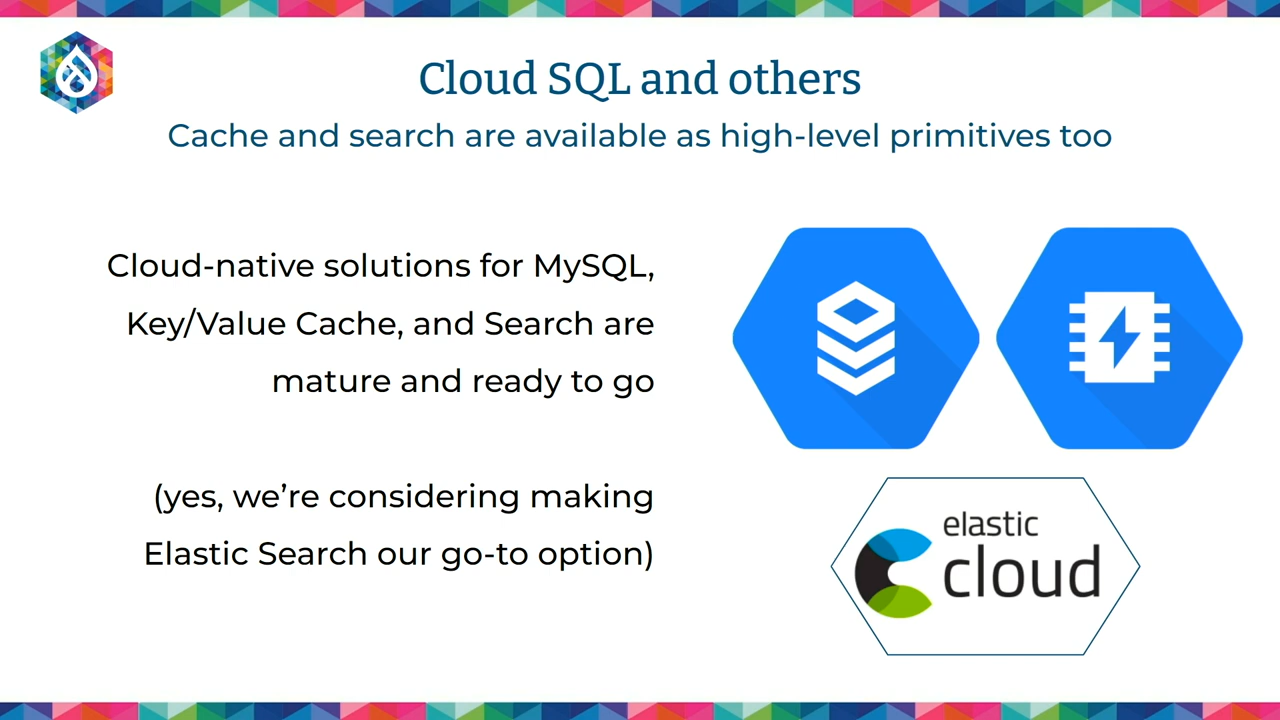 Cloud SQL and others
Cache and search are available as high-level primitives too
Cloud-native solutions for MySQL,
Key/Value Cache, and Search are
mature and ready to go
(yes, we’re considering making
Elastic Search our go-to option)
elastic
cloud